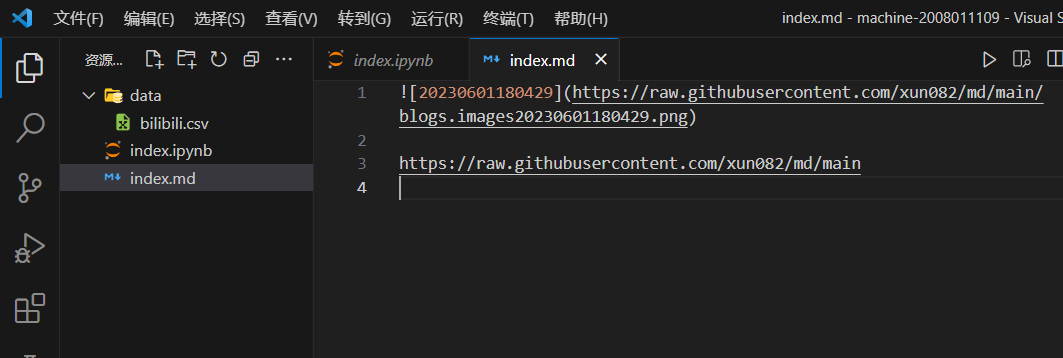 文件(F) 编辑(E) 选择(S) 查看(V) 转到(G) 运行(R) 终端(T) 帮助(H) index.md - machine-2008011109 - Visual S
资源... index.ipynb index.md
data
bilibili.csv
index.ipynb
index.md
1 ![20230601180429](https://raw.githubusercontent.com/xun082/md/main/
blogs.images20230601180429.png)
2
3 https://raw.githubusercontent.com/xun082/md/main
4